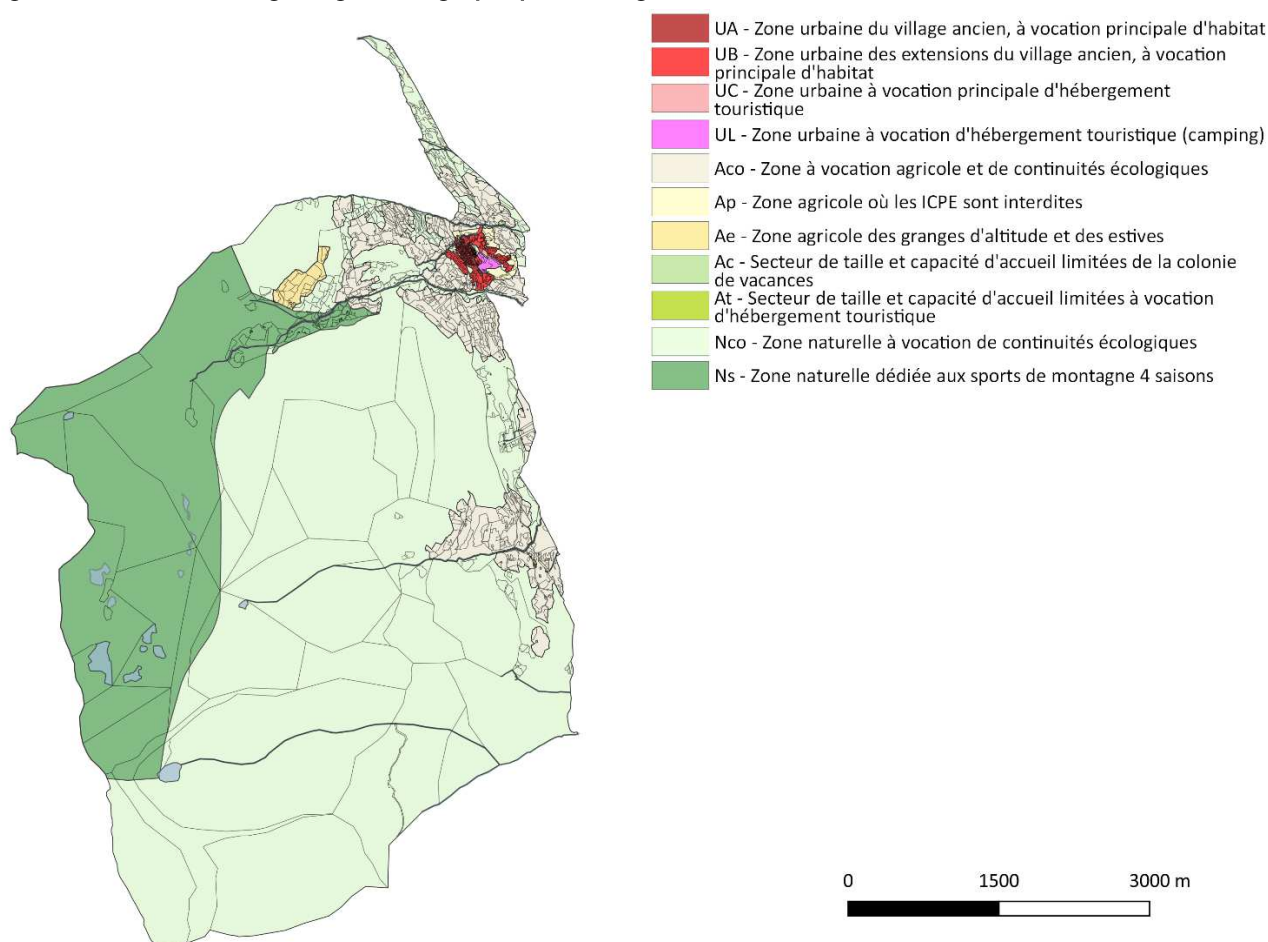 UA - Zone urbaine du village ancien, à vocation principale d'habitat
UB - Zone urbaine des extensions du village ancien, à vocation
principale d'habitat
UC - Zone urbaine à vocation principale d'hébergement
touristique
UL - Zone urbaine à vocation d'hébergement touristique (camping)
Aco - Zone à vocation agricole et de continuités écologiques
Ap - Zone agricole où les ICPE sont interdites
Ae - Zone agricole des granges d'altitude et des estives
Ac - Secteur de taille et capacité d'accueil limitées de la colonie
de vacances
At - Secteur de taille et capacité d'accueil limitées à vocation
d'hébergement touristique
Nco - Zone naturelle à vocation de continuités écologiques
Ns - Zone naturelle dédiée aux sports de montagne 4 saisons
0 1500 3000 m